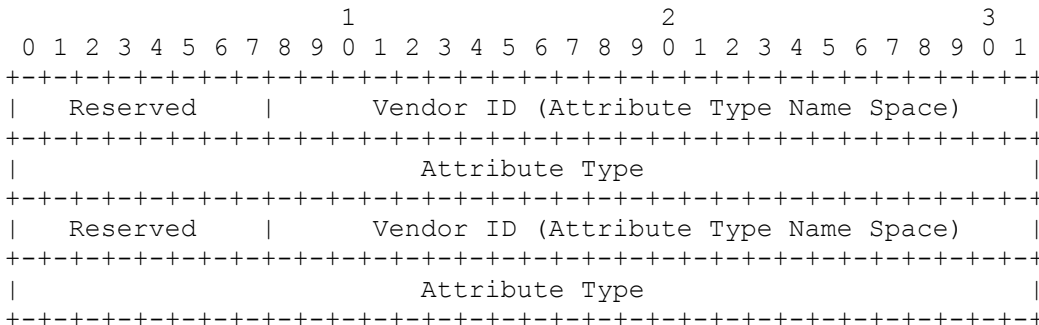 1                   2                   3
 0 1 2 3 4 5 6 7 8 9 0 1 2 3 4 5 6 7 8 9 0 1 2 3 4 5 6 7 8 9 0 1
+-+-+-+-+-+-+-+-+-+-+-+-+-+-+-+-+-+-+-+-+-+-+-+-+-+-+-+-+-+-+-+-+
|   Reserved    |      Vendor ID (Attribute Type Name Space)    |
+-+-+-+-+-+-+-+-+-+-+-+-+-+-+-+-+-+-+-+-+-+-+-+-+-+-+-+-+-+-+-+-+
|                         Attribute Type                        |
+-+-+-+-+-+-+-+-+-+-+-+-+-+-+-+-+-+-+-+-+-+-+-+-+-+-+-+-+-+-+-+-+
|   Reserved    |      Vendor ID (Attribute Type Name Space)    |
+-+-+-+-+-+-+-+-+-+-+-+-+-+-+-+-+-+-+-+-+-+-+-+-+-+-+-+-+-+-+-+-+
|                         Attribute Type                        |
+-+-+-+-+-+-+-+-+-+-+-+-+-+-+-+-+-+-+-+-+-+-+-+-+-+-+-+-+-+-+-+-+